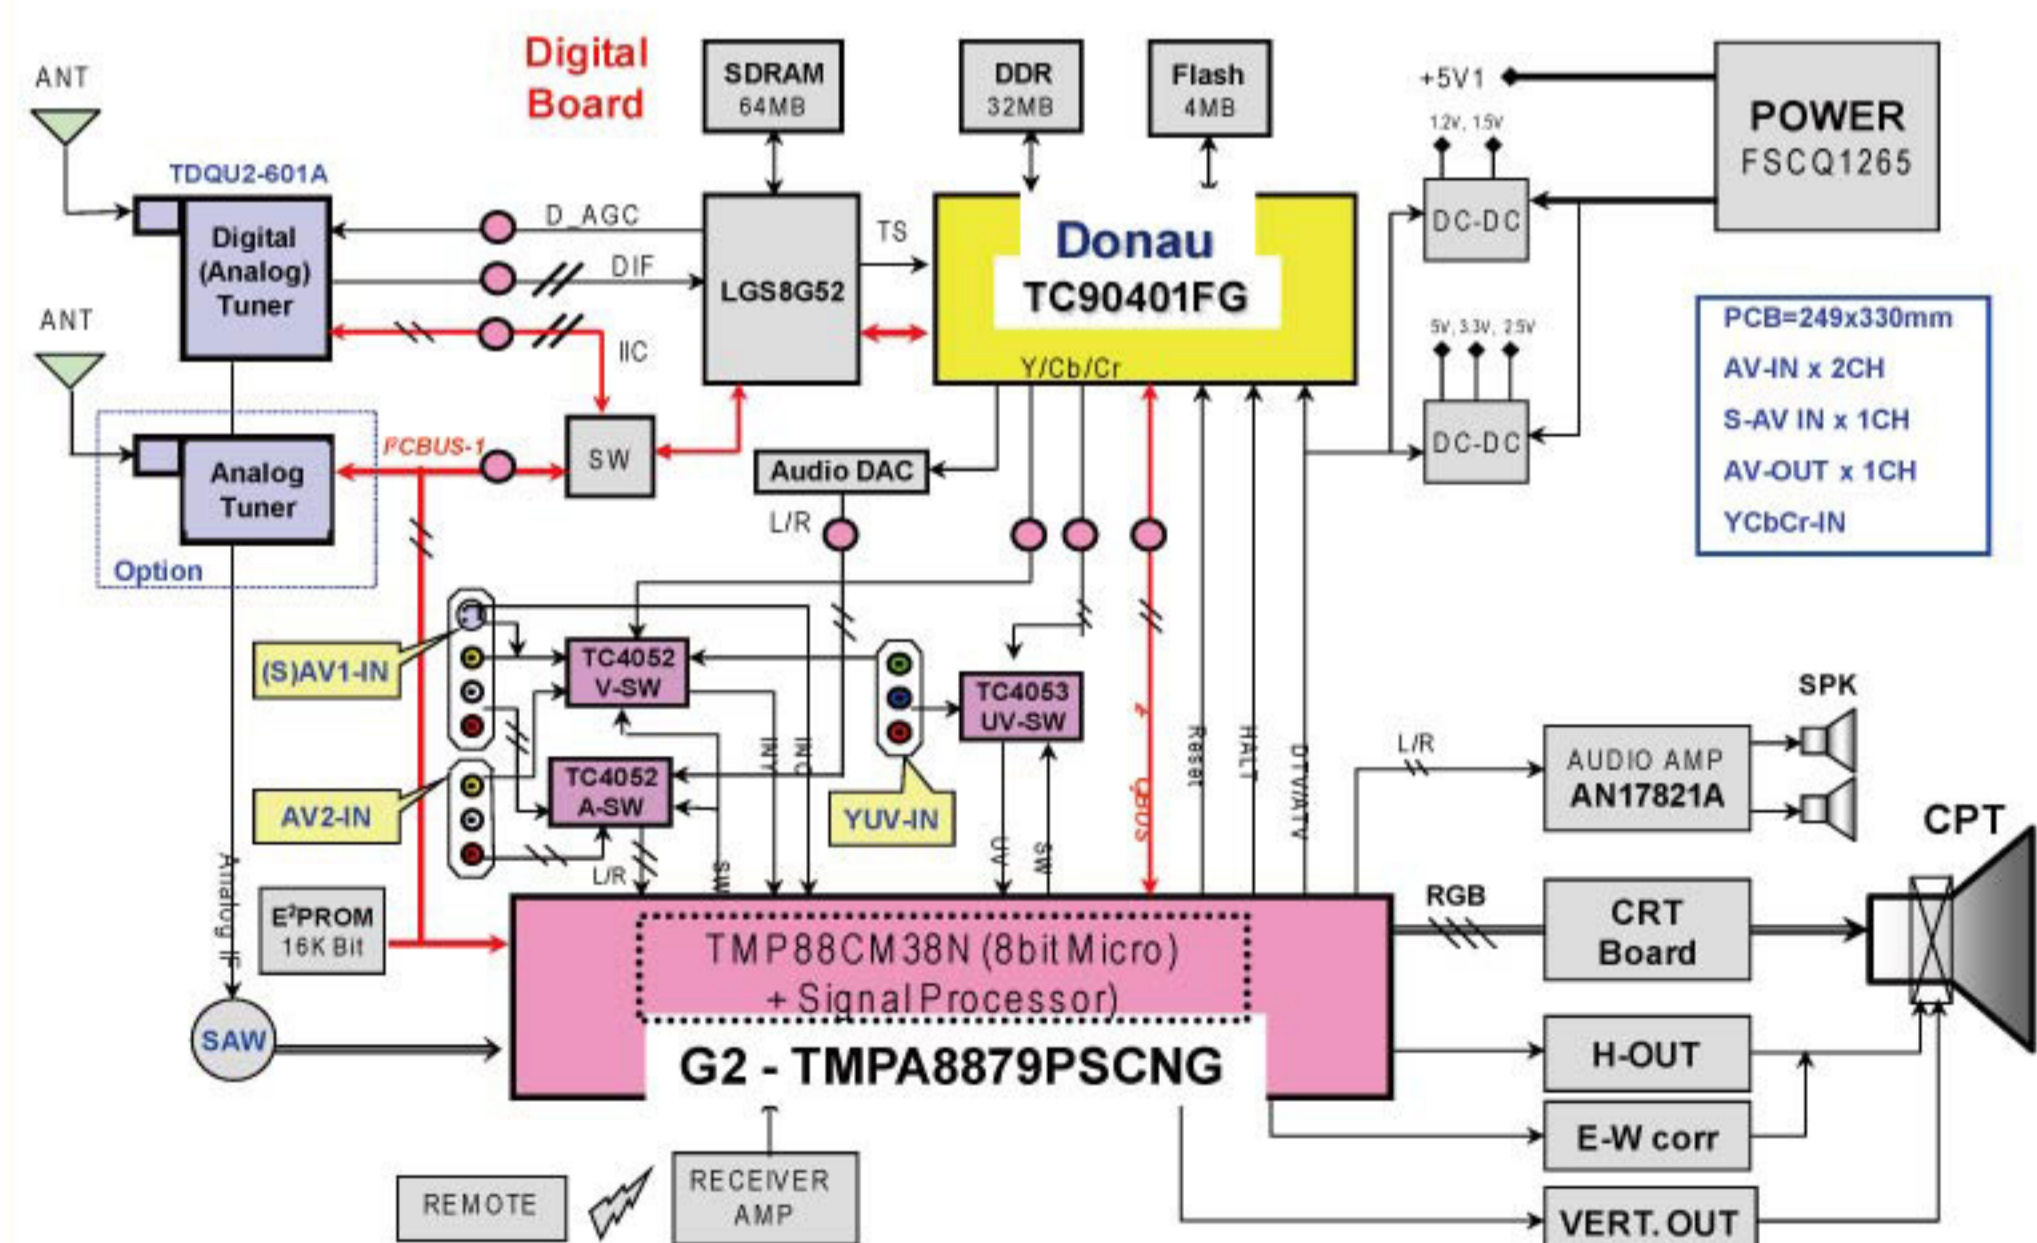 ANT
Digital
Board
SDRAM
64MB
DDR
32MB
Flash
4MB
+5V1
1.2V, 1.5V
POWER
FSCQ1265
TDQU2-601A
Digital
(Analog)
Tuner
D_AGC
DIF
IIC
LGS8G52
TS
Donau
TC90401FG
Y/Cb/Cr
DC-DC
5V, 3.3V, 2.5V
DC-DC
PCB=249x330mm
AV-IN x 2CH
S-AV IN x 1CH
AV-OUT x 1CH
YCbCr-IN
ANT
Analog
Tuner
Option
I²CBUS-1
SW
Audio DAC
L/R
(S)AV1-IN
TC4052
V-SW
TC4053
UV-SW
AV2-IN
TC4052
A-SW
YUV-IN
INY
INC
L/R
SW
UV
SW
Reset
HALT
DTV/ATV
L/R
AUDIO AMP
AN17821A
SPK
CPT
Analog IF
E²PROM
16K Bit
SAW
TMP88CM38N (8bit Micro)
+ Signal Processor)
G2 - TMPA8879PSCNG
RGB
CRT
Board
H-OUT
E-W corr
VERT. OUT
REMOTE
RECEIVER
AMP